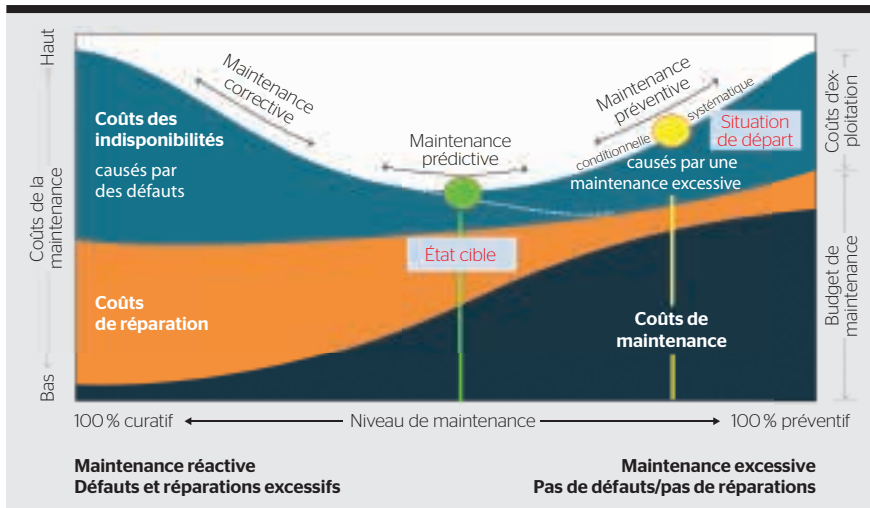 Haut
Coûts de la
maintenance
Bas
Maintenance
corrective
Coûts des
indisponibilités
causés par
des défauts
Maintenance
prédictive
Maintenance
préventive
conditionnelle
systématique
Situation
de départ
causés par une
maintenance excessive
État cible
Coûts
de réparation
Coûts de
maintenance
Coûts d'ex-
ploitation
Budget de
maintenance
100 % curatif
Niveau de maintenance
100 % préventif
Maintenance réactive
Défauts et réparations excessifs
Maintenance excessive
Pas de défauts/pas de réparations